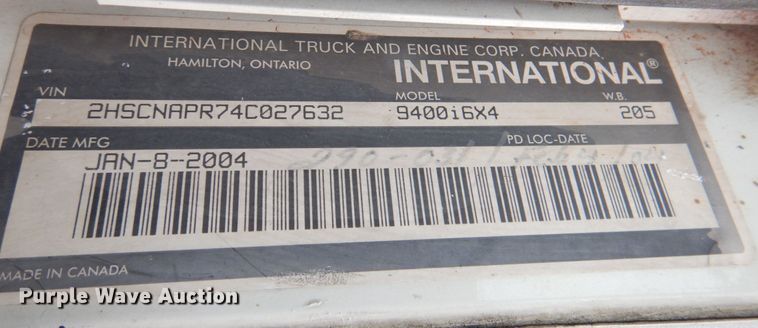 INTERNATIONAL TRUCK AND ENGINE CORP. CANADA.
HAMILTON, ONTARIO
INTERNATIONAL®
VIN MODEL W.B.
2HSCNAPR74C027632 9400i6X4 205
DATE MFG PD LOC-DATE
JAN-8-2004
MADE IN CANADA
Purple Wave Auction